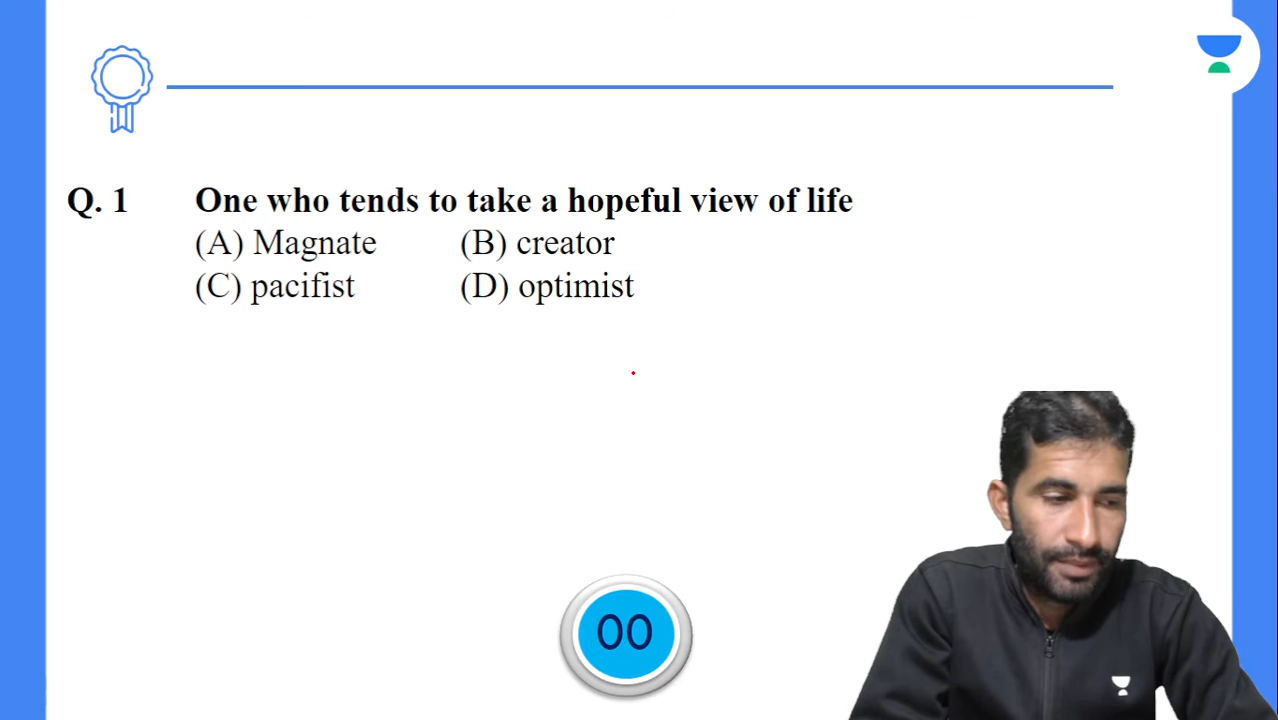 Q. 1 One who tends to take a hopeful view of life
(A) Magnate (B) creator
(C) pacifist (D) optimist
00